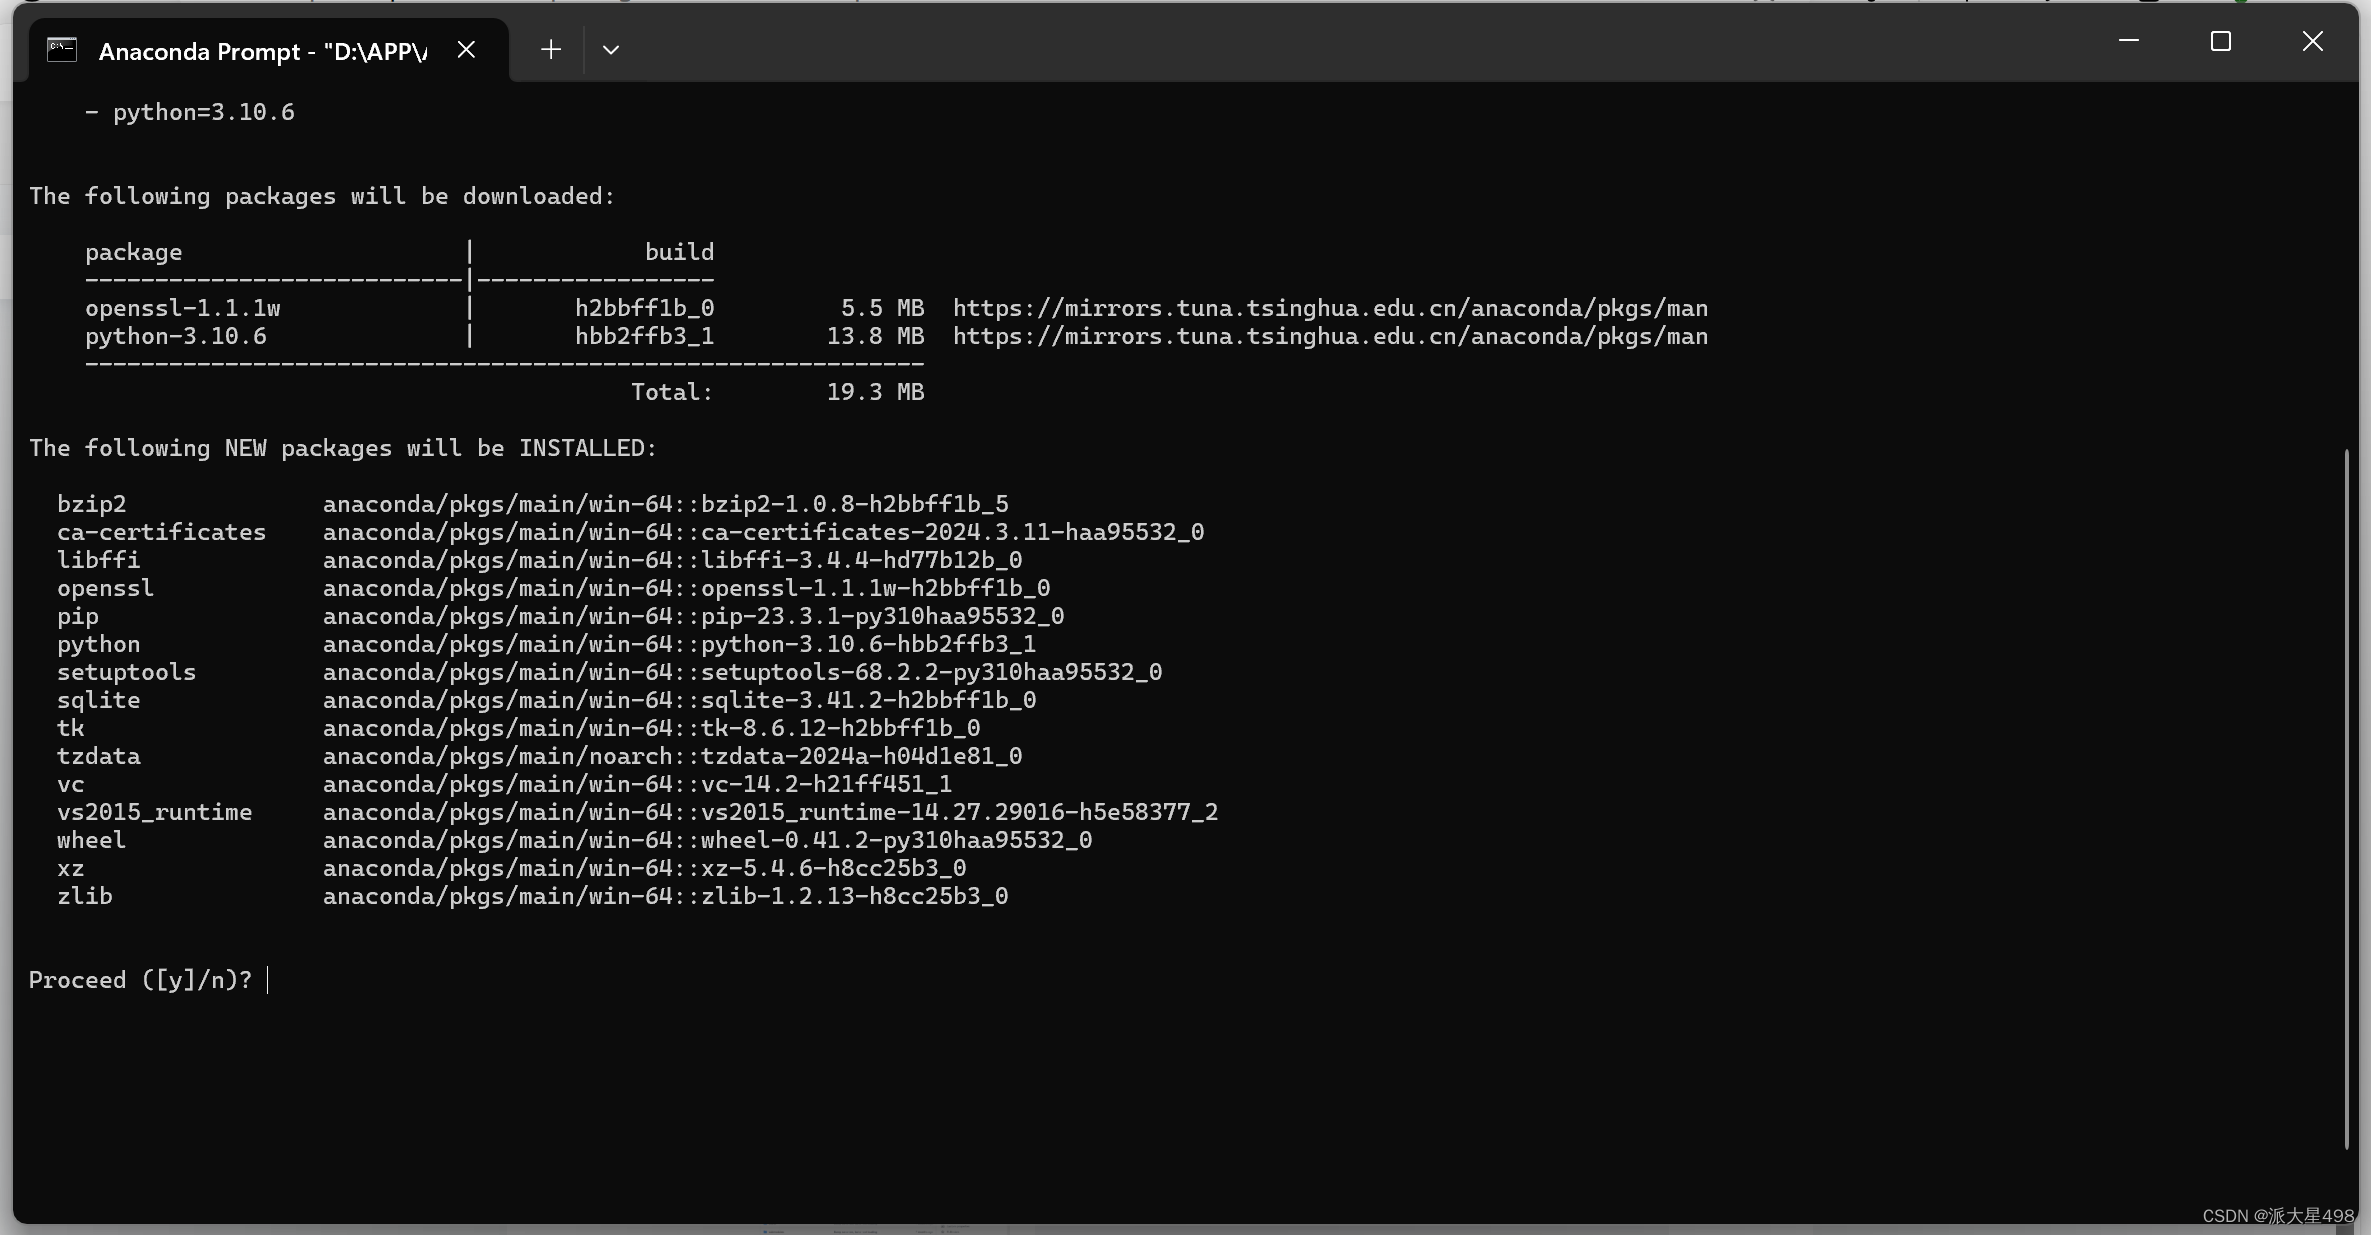 Anaconda Prompt - "D:\APP\
- python=3.10.6
The following packages will be downloaded:
package | build
---------------------------|-----------------
openssl-1.1.1w | h2bbff1b_0 5.5 MB https://mirrors.tuna.tsinghua.edu.cn/anaconda/pkgs/man
python-3.10.6 | hbb2ffb3_1 13.8 MB https://mirrors.tuna.tsinghua.edu.cn/anaconda/pkgs/man
------------------------------------------------------------
Total: 19.3 MB
The following NEW packages will be INSTALLED:
bzip2 anaconda/pkgs/main/win-64::bzip2-1.0.8-h2bbff1b_5
ca-certificates anaconda/pkgs/main/win-64::ca-certificates-2024.3.11-haa95532_0
libffi anaconda/pkgs/main/win-64::libffi-3.4.4-hd77b12b_0
openssl anaconda/pkgs/main/win-64::openssl-1.1.1w-h2bbff1b_0
pip anaconda/pkgs/main/win-64::pip-23.3.1-py310haa95532_0
python anaconda/pkgs/main/win-64::python-3.10.6-hbb2ffb3_1
setuptools anaconda/pkgs/main/win-64::setuptools-68.2.2-py310haa95532_0
sqlite anaconda/pkgs/main/win-64::sqlite-3.41.2-h2bbff1b_0
tk anaconda/pkgs/main/win-64::tk-8.6.12-h2bbff1b_0
tzdata anaconda/pkgs/main/noarch::tzdata-2024a-h04d1e81_0
vc anaconda/pkgs/main/win-64::vc-14.2-h21ff451_1
vs2015_runtime anaconda/pkgs/main/win-64::vs2015_runtime-14.27.29016-h5e58377_2
wheel anaconda/pkgs/main/win-64::wheel-0.41.2-py310haa95532_0
xz anaconda/pkgs/main/win-64::xz-5.4.6-h8cc25b3_0
zlib anaconda/pkgs/main/win-64::zlib-1.2.13-h8cc25b3_0
Proceed ([y]/n)?
CSDN @派大星498